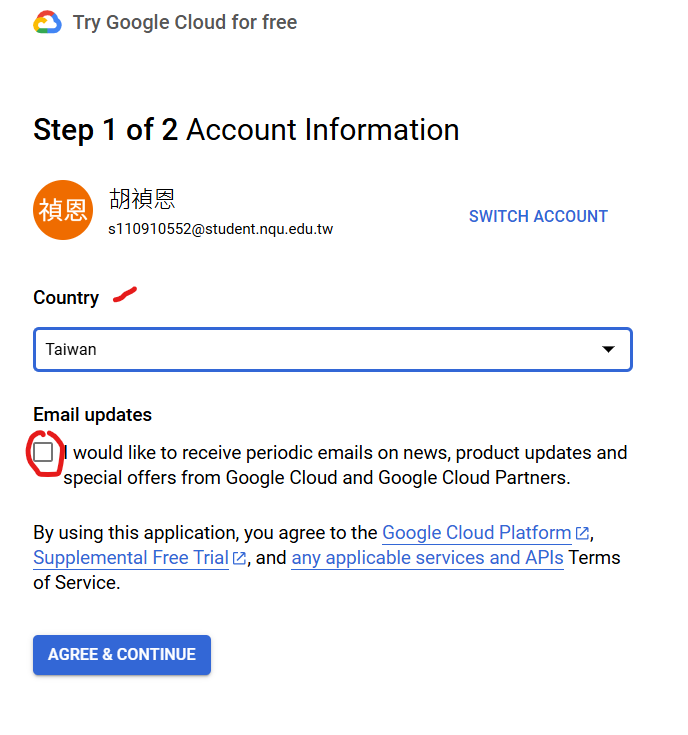 Try Google Cloud for free
Step 1 of 2 Account Information
禎恩
胡禎恩
s110910552@student.nqu.edu.tw
SWITCH ACCOUNT
Country
Taiwan
Email updates
I would like to receive periodic emails on news, product updates and
special offers from Google Cloud and Google Cloud Partners.
By using this application, you agree to the Google Cloud Platform,
Supplemental Free Trial, and any applicable services and APIs Terms
of Service.
AGREE & CONTINUE